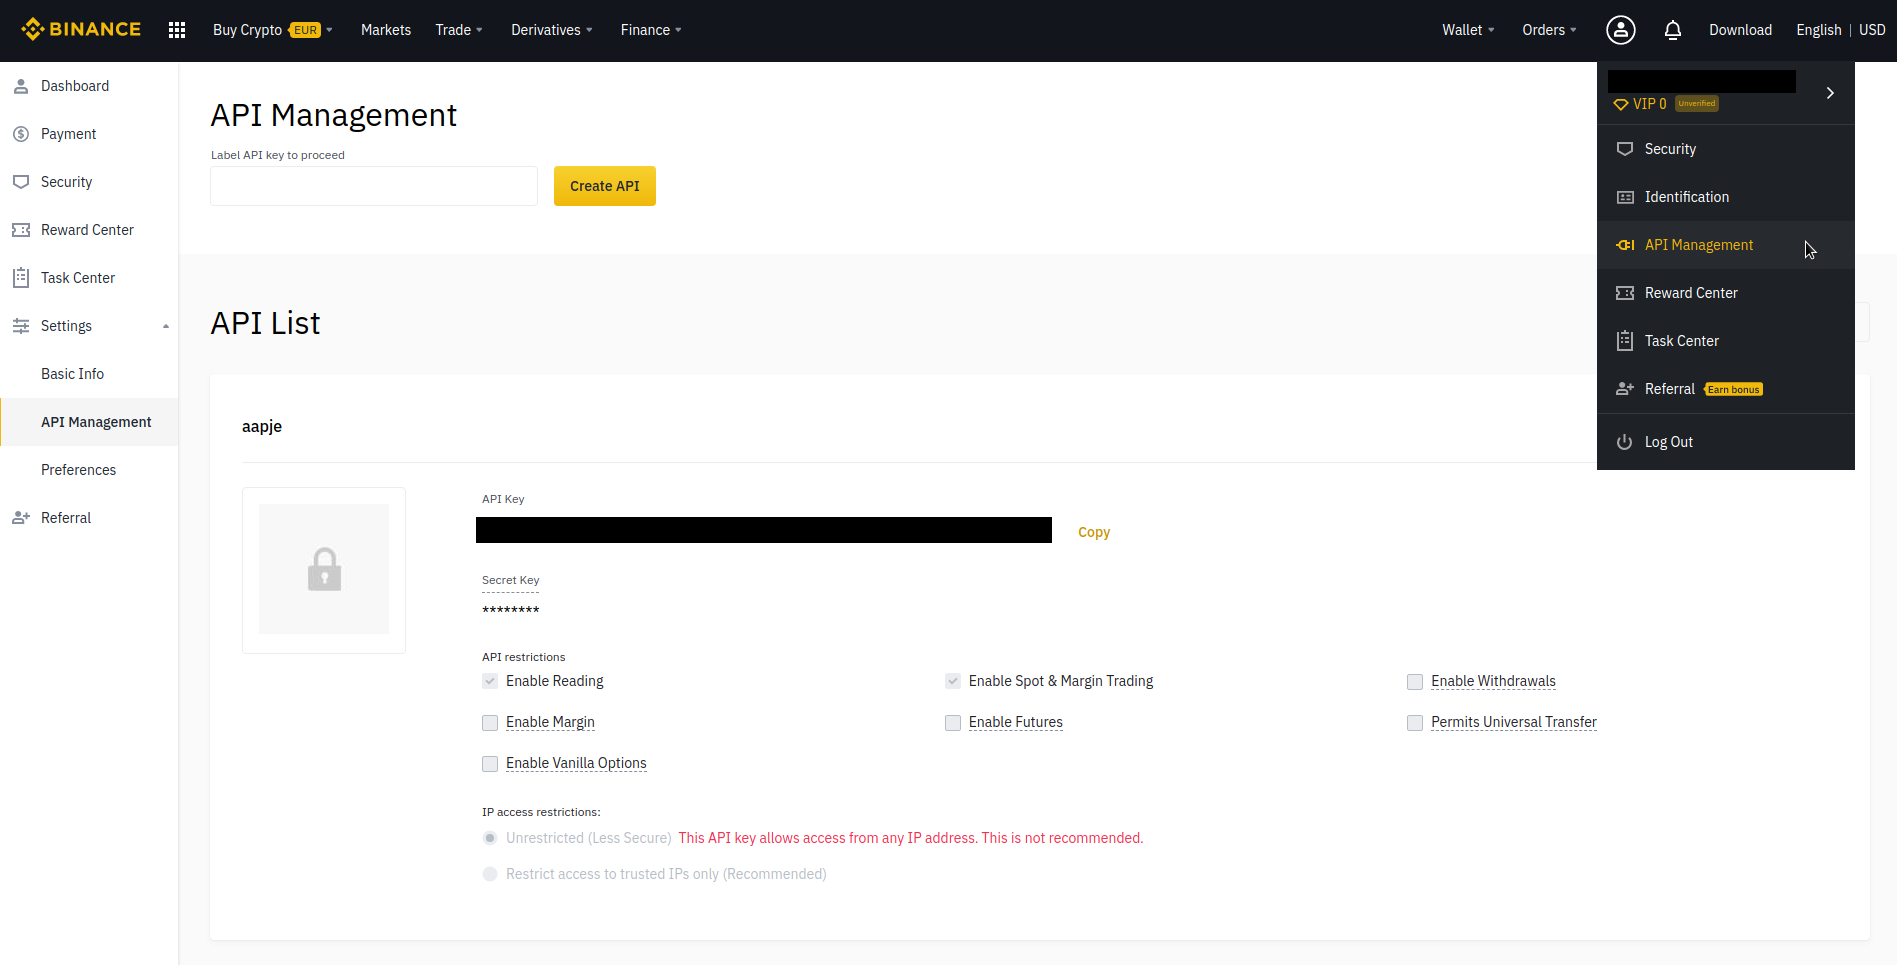 BINANCE Buy Crypto EUR Markets Trade Derivatives Finance Wallet Orders Download English | USD
Dashboard
Payment
Security
Reward Center
Task Center
Settings
Basic Info
API Management
Preferences
Referral
API Management
Label API key to proceed
Create API
API List
aapje
API Key
Copy
Secret Key
********
API restrictions
Enable Reading Enable Spot & Margin Trading Enable Withdrawals
Enable Margin Enable Futures Permits Universal Transfer
Enable Vanilla Options
IP access restrictions:
Unrestricted (Less Secure) This API key allows access from any IP address. This is not recommended.
Restrict access to trusted IPs only (Recommended)
VIP 0 Unverified
Security
Identification
API Management
Reward Center
Task Center
Referral Earn bonus
Log Out